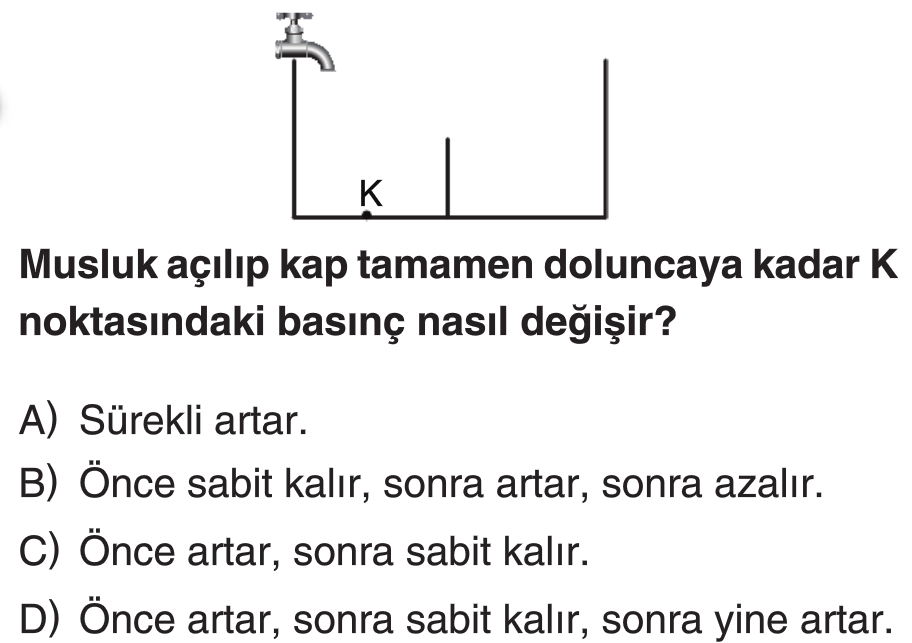 K
Musluk açılıp kap tamamen doluncaya kadar K
noktasındaki basınç nasıl değişir?
A) Sürekli artar.
B) Önce sabit kalır, sonra artar, sonra azalır.
C) Önce artar, sonra sabit kalır.
D) Önce artar, sonra sabit kalır, sonra yine artar.